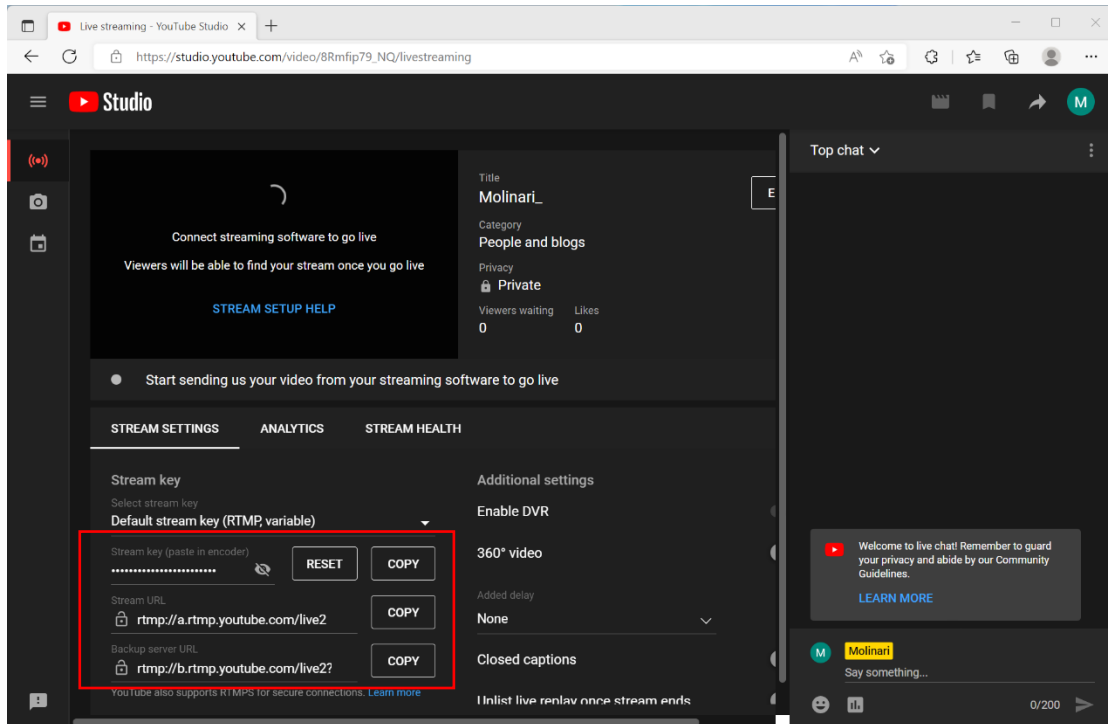 Live streaming - YouTube Studio
https://studio.youtube.com/video/8Rmfip79_NQ/livestreaming
Studio
M
Top chat
Connect streaming software to go live
Viewers will be able to find your stream once you go live
STREAM SETUP HELP
Title
Molinari_
E
Category
People and blogs
Privacy
Private
Viewers waiting Likes
0 0
Start sending us your video from your streaming software to go live
STREAM SETTINGS ANALYTICS STREAM HEALTH
Stream key
Select stream key
Default stream key (RTMP, variable)
Stream key (paste in encoder)
•••••••••••••••••••••••• RESET COPY
Stream URL
rtmp://a.rtmp.youtube.com/live2 COPY
Backup server URL
rtmp://b.rtmp.youtube.com/live2? COPY
YouTube also supports RTMPS for secure connections. Learn more
Additional settings
Enable DVR
360° video
Added delay
None
Closed captions
Unlist live replay once stream ends
Welcome to live chat! Remember to guard
your privacy and abide by our Community
Guidelines.
LEARN MORE
M Molinari
Say something...
0/200